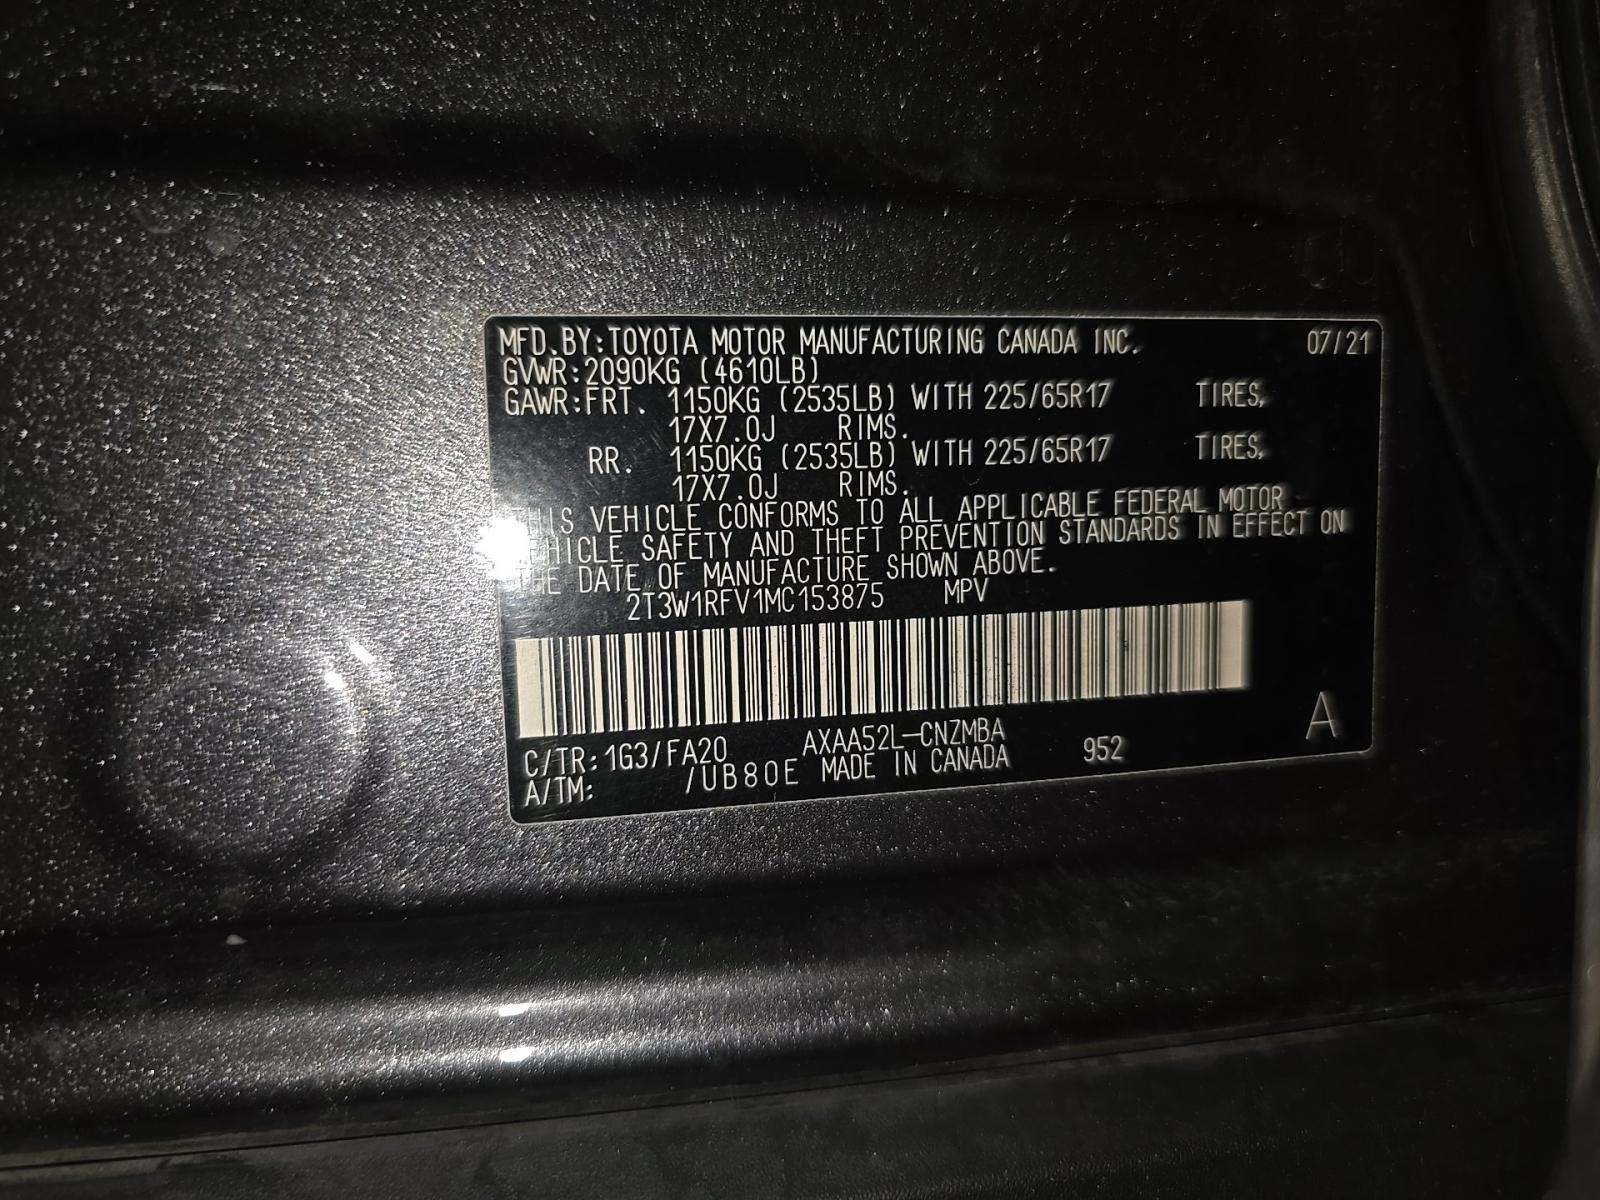 MFD.BY:TOYOTA MOTOR MANUFACTURING CANADA INC. 07/21
GVWR:2090KG (4610LB)
GAWR:FRT. 1150KG (2535LB) WITH 225/65R17 TIRES,
17X7.0J RIMS.
RR. 1150KG (2535LB) WITH 225/65R17 TIRES,
17X7.0J RIMS.
THIS VEHICLE CONFORMS TO ALL APPLICABLE FEDERAL MOTOR
VEHICLE SAFETY AND THEFT PREVENTION STANDARDS IN EFFECT ON
THE DATE OF MANUFACTURE SHOWN ABOVE.
2T3W1RFV1MC153875 MPV
C/TR:1G3/FA20 AXAA52L-CNZMBA 952 A
A/TM: /UB80E MADE IN CANADA